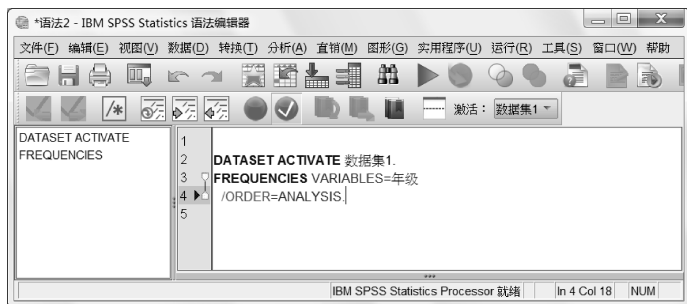 *语法2 - IBM SPSS Statistics 语法编辑器
文件(F) 编辑(E) 视图(V) 数据(D) 转换(T) 分析(A) 直销(M) 图形(G) 实用程序(U) 运行(R) 工具(S) 窗口(W) 帮助
激活: 数据集1
DATASET ACTIVATE
FREQUENCIES
1
2 DATASET ACTIVATE 数据集1.
3 FREQUENCIES VARIABLES=年级
4 /ORDER=ANALYSIS.
5
IBM SPSS Statistics Processor 就绪 In 4 Col 18 NUM